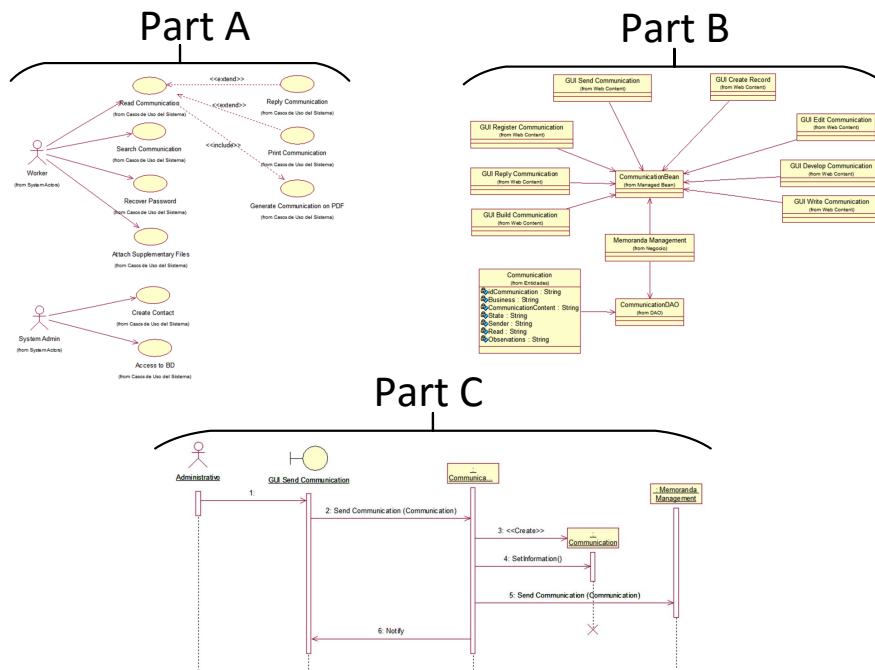 Part A
<<extend>>
Read Communication
(from Casos de Uso del Sistema)
Reply Communication
(from Casos de Uso del Sistema)
<<extend>>
Search Communication
(from Casos de Uso del Sistema)
<<include>>
Print Communication
(from Casos de Uso del Sistema)
Worker
(from System Actors)
Recover Password
(from Casos de Uso del Sistema)
Generate Communication on PDF
(from Casos de Uso del Sistema)
Attach Supplementary Files
(from Casos de Uso del Sistema)
Create Contact
(from Casos de Uso del Sistema)
System Admin
(from System Actors)
Access to BD
(from Casos de Uso del Sistema)
Part B
GUI Send Communication
(from Web Content)
GUI Create Record
(from Web Content)
GUI Register Communication
(from Web Content)
GUI Edit Communication
(from Web Content)
GUI Reply Communication
(from Web Content)
CommunicationBean
(from Managed Bean)
GUI Develop Communication
(from Web Content)
GUI Build Communication
(from Web Content)
GUI Write Communication
(from Web Content)
Memoranda Management
(from Negocio)
Communication
(from Entidades)
idCommunication : String
Business : String
CommunicationContent : String
State : String
Sender : String
Read : String
Observations : String
CommunicationDAO
(from DAO)
Part C
Administrativo
GUI Send Communication
:
Communica...
: Memoranda
Management
1:
2: Send Communication (Communication)
3: <<Create>>
:
Communication
4: SetInformation()
5: Send Communication (Communication)
6: Notify